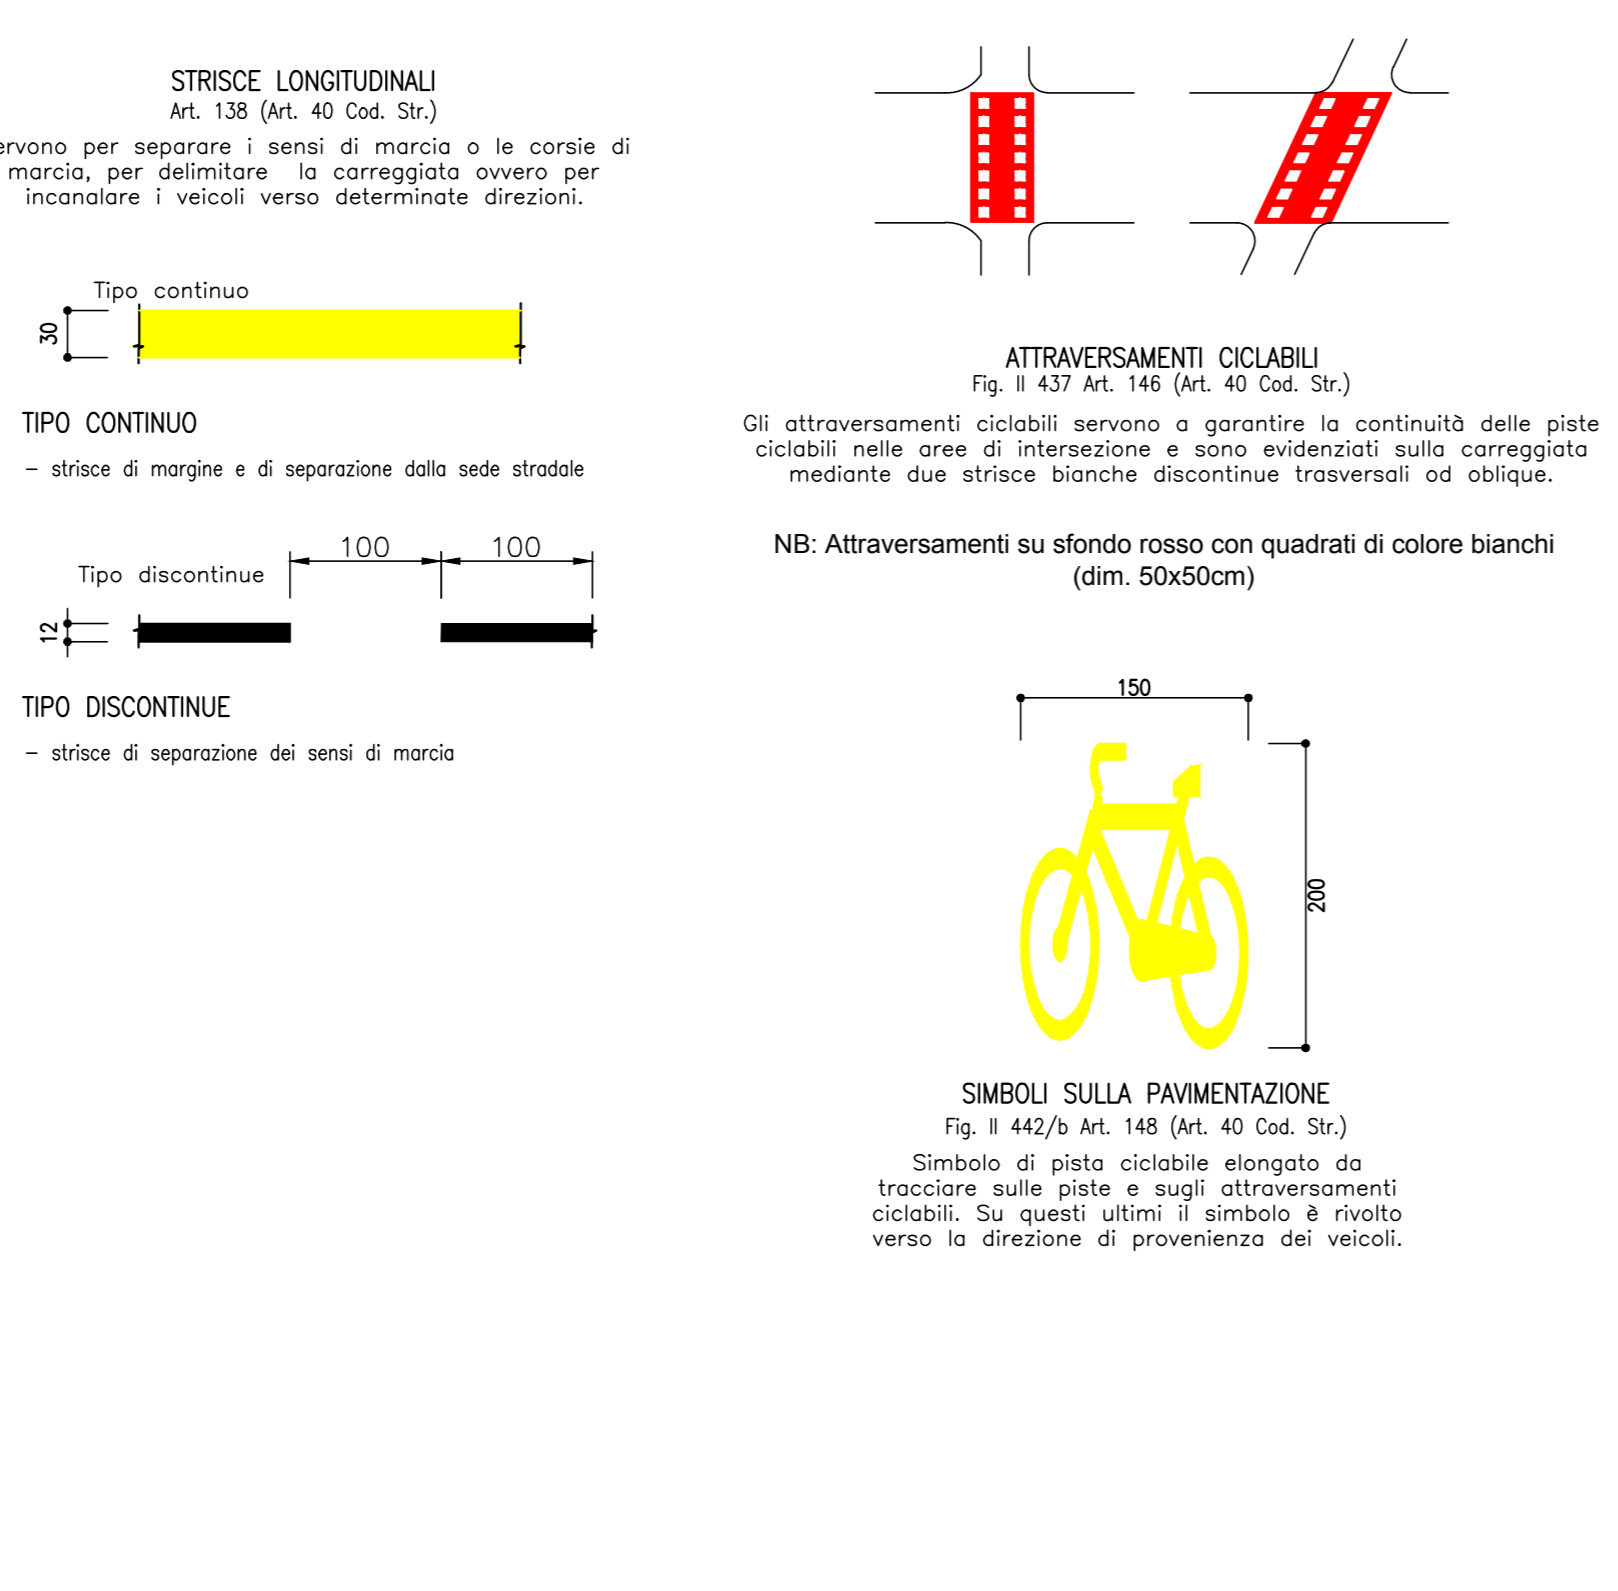 STRISCE LONGITUDINALI
Art. 138 (Art. 40 Cod. Str.)
per separare i sensi di marcia o le corsie di
marcia, per delimitare la carreggiata ovvero per
incanalare i veicoli verso determinate direzioni.
Tipo continuo
30
TIPO CONTINUO
- strisce di margine e di separazione dalla sede stradale
100 100
Tipo discontinue
12
TIPO DISCONTINUE
- strisce di separazione dei sensi di marcia
ATTRAVERSAMENTI CICLABILI
Fig. II 437 Art. 146 (Art. 40 Cod. Str.)
Gli attraversamenti ciclabili servono a garantire la continuità delle piste
ciclabili nelle aree di intersezione e sono evidenziati sulla carreggiata
mediante due strisce bianche discontinue trasversali od oblique.
NB: Attraversamenti su sfondo rosso con quadrati di colore bianchi
(dim. 50x50cm)
150
200
SIMBOLI SULLA PAVIMENTAZIONE
Fig. II 442/b Art. 148 (Art. 40 Cod. Str.)
Simbolo di pista ciclabile elongato da
tracciare sulle piste e sugli attraversamenti
ciclabili. Su questi ultimi il simbolo è rivolto
verso la direzione di provenienza dei veicoli.